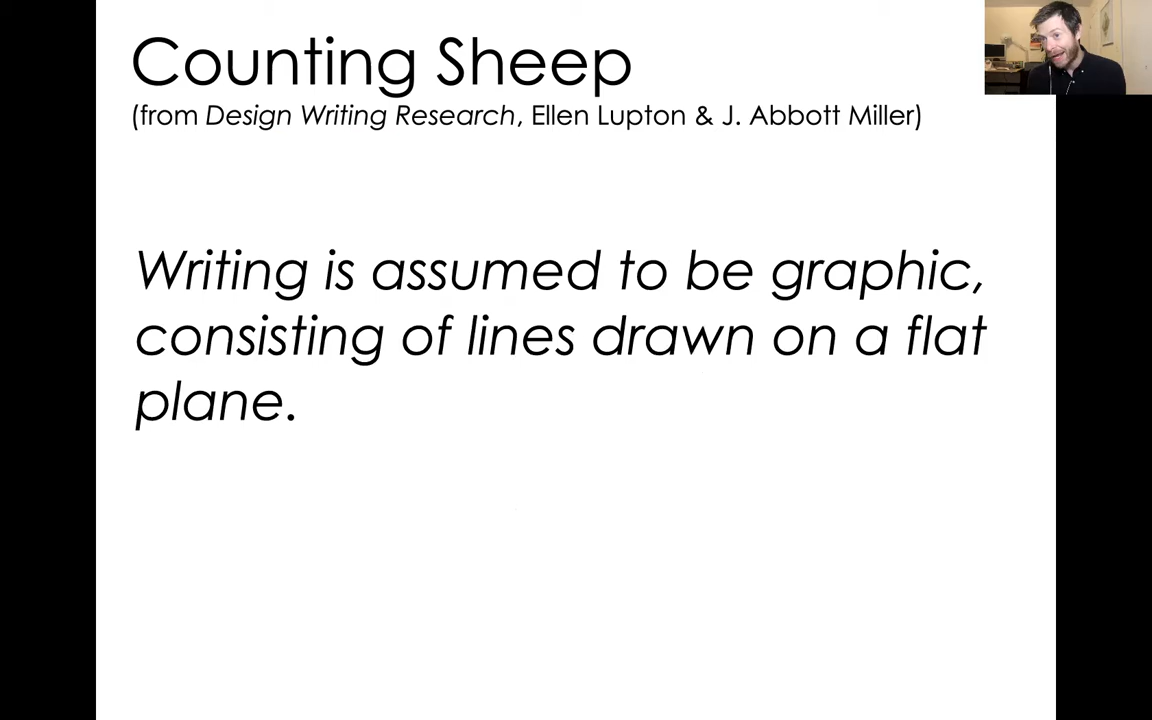 Counting Sheep
(from Design Writing Research, Ellen Lupton & J. Abbott Miller)
Writing is assumed to be graphic,
consisting of lines drawn on a flat
plane.